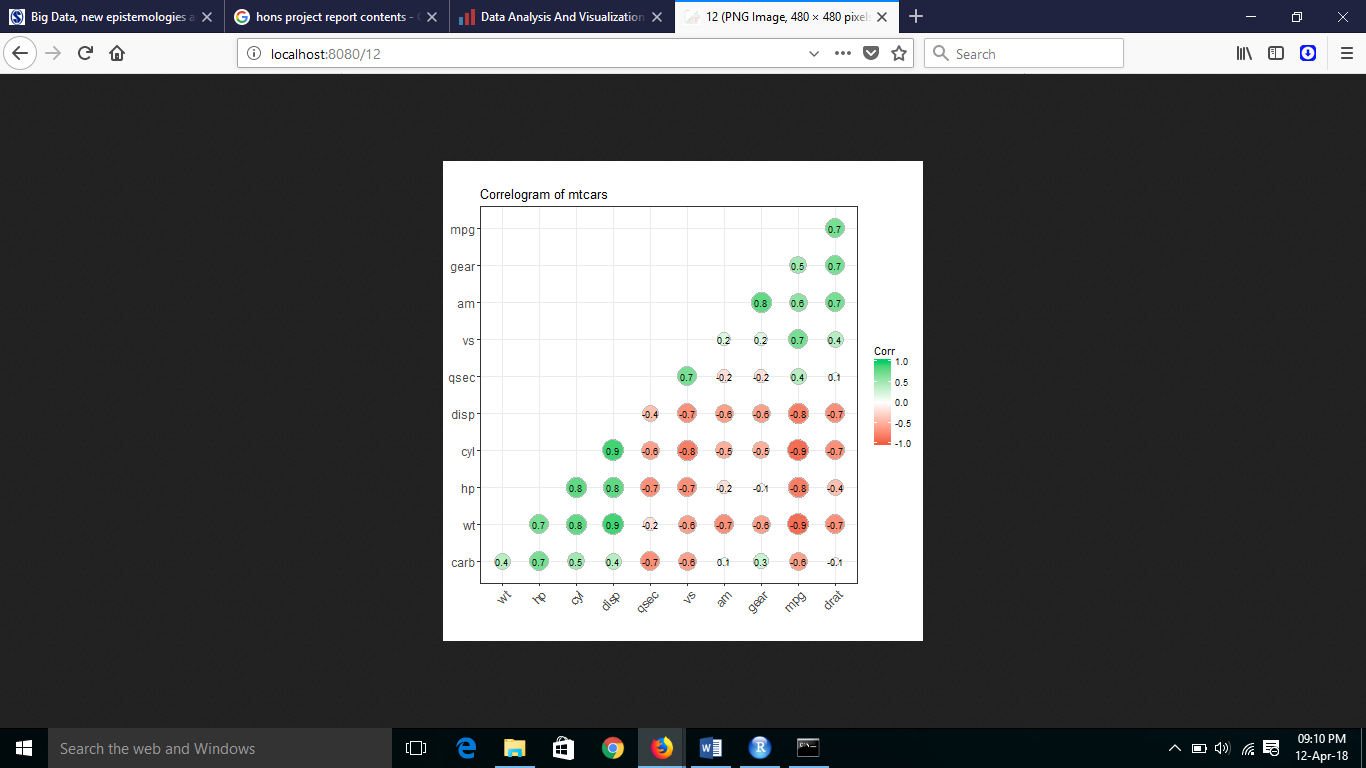 Big Data, new epistemologies a
hons project report contents - G
Data Analysis And Visualization
12 (PNG Image, 480 × 480 pixels
localhost:8080/12
Search
Correlogram of mtcars
mpg 0.7
gear 0.5 0.7
am 0.8 0.6 0.7
vs 0.2 0.2 0.7 0.4
qsec 0.7 -0.2 -0.2 0.4 0.1
disp -0.4 -0.7 -0.6 -0.6 -0.8 -0.7
cyl 0.9 -0.6 -0.8 -0.5 -0.5 -0.9 -0.7
hp 0.8 0.8 -0.7 -0.7 -0.2 -0.1 -0.8 -0.4
wt 0.7 0.8 0.9 -0.2 -0.6 -0.7 -0.6 -0.9 -0.7
carb 0.4 0.7 0.5 0.4 -0.7 -0.6 0.1 0.3 -0.6 -0.1
wt hp cyl disp qsec vs am gear mpg drat
Corr
1.0
0.5
0.0
-0.5
-1.0
Search the web and Windows
09:10 PM
12-Apr-18